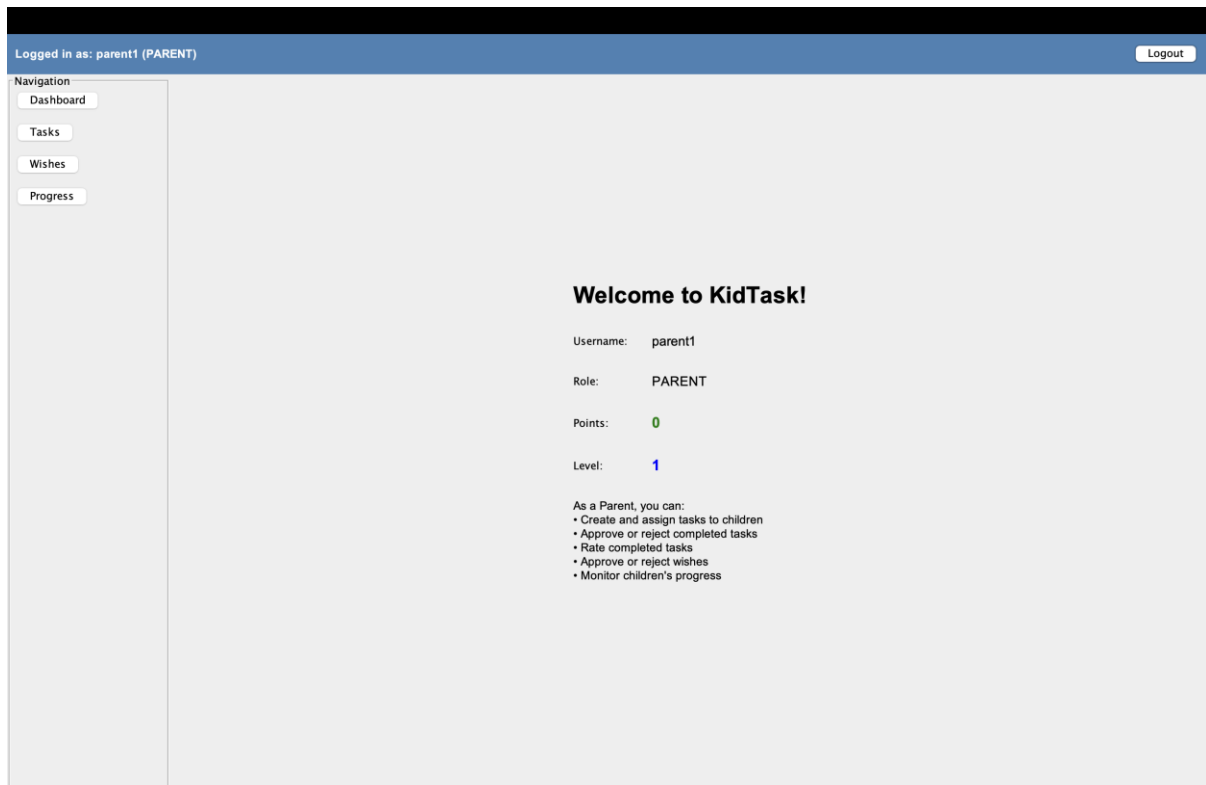 Logged in as: parent1 (PARENT)
Logout
Navigation
Dashboard
Tasks
Wishes
Progress
Welcome to KidTask!
Username: parent1
Role: PARENT
Points: 0
Level: 1
As a Parent, you can:
• Create and assign tasks to children
• Approve or reject completed tasks
• Rate completed tasks
• Approve or reject wishes
• Monitor children's progress